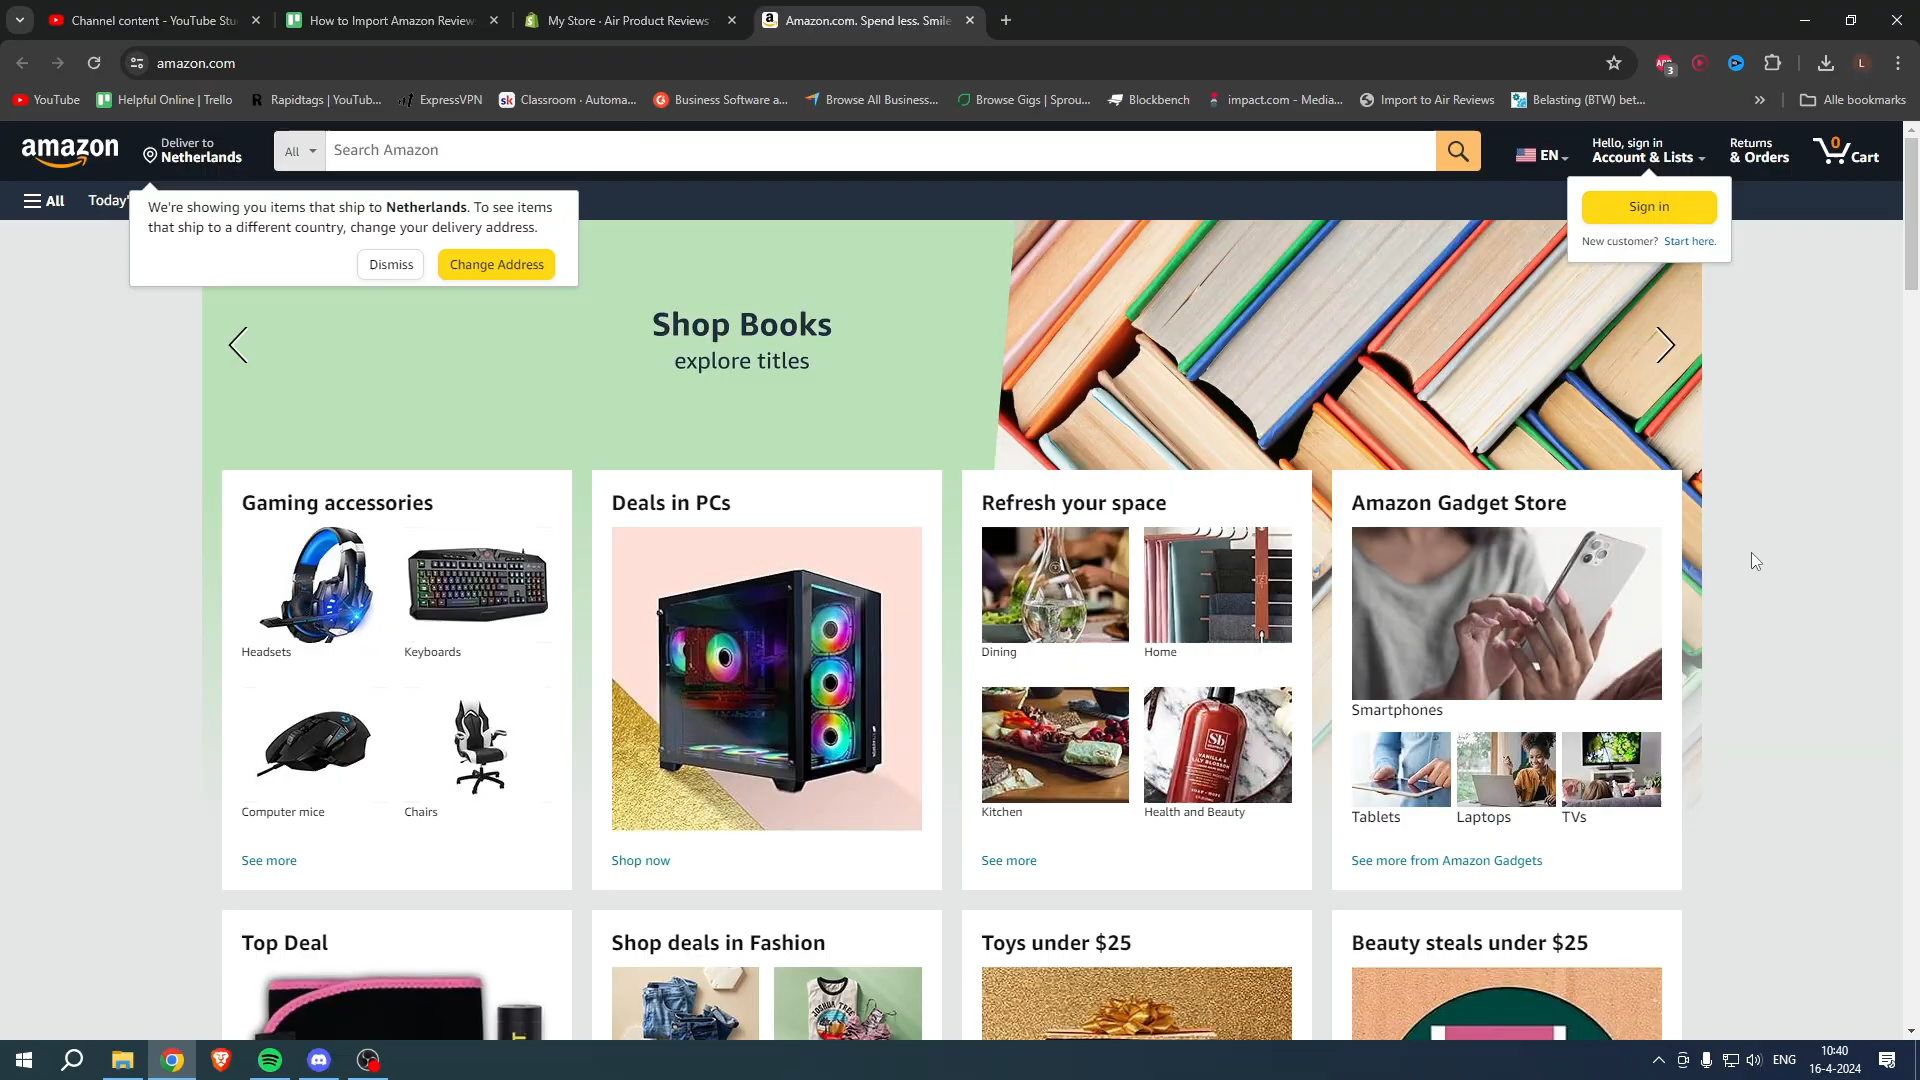 Channel content - YouTube Stu
How to Import Amazon Review
My Store · Air Product Reviews
Amazon.com. Spend less. Smile
amazon.com
3
L
YouTube
Helpful Online | Trello
Rapidtags | YouTub...
ExpressVPN
Classroom · Automa...
Business Software a...
Browse All Business...
Browse Gigs | Sprou...
Blockbench
impact.com - Media...
Import to Air Reviews
Belasting (BTW) bet...
Alle bookmarks
amazon
Deliver to
Netherlands
All
Search Amazon
EN
Hello, sign in
Account & Lists
Returns
& Orders
0
Cart
All
Today'
We're showing you items that ship to Netherlands. To see items
that ship to a different country, change your delivery address.
Dismiss
Change Address
Sign in
New customer? Start here.
Shop Books
explore titles
Gaming accessories
Headsets
Keyboards
Computer mice
Chairs
See more
Deals in PCs
Shop now
Refresh your space
Dining
Home
Kitchen
Health and Beauty
See more
Amazon Gadget Store
Smartphones
Tablets
Laptops
TVs
See more from Amazon Gadgets
Top Deal
Shop deals in Fashion
Toys under $25
Beauty steals under $25
ENG
10:40
16-4-2024